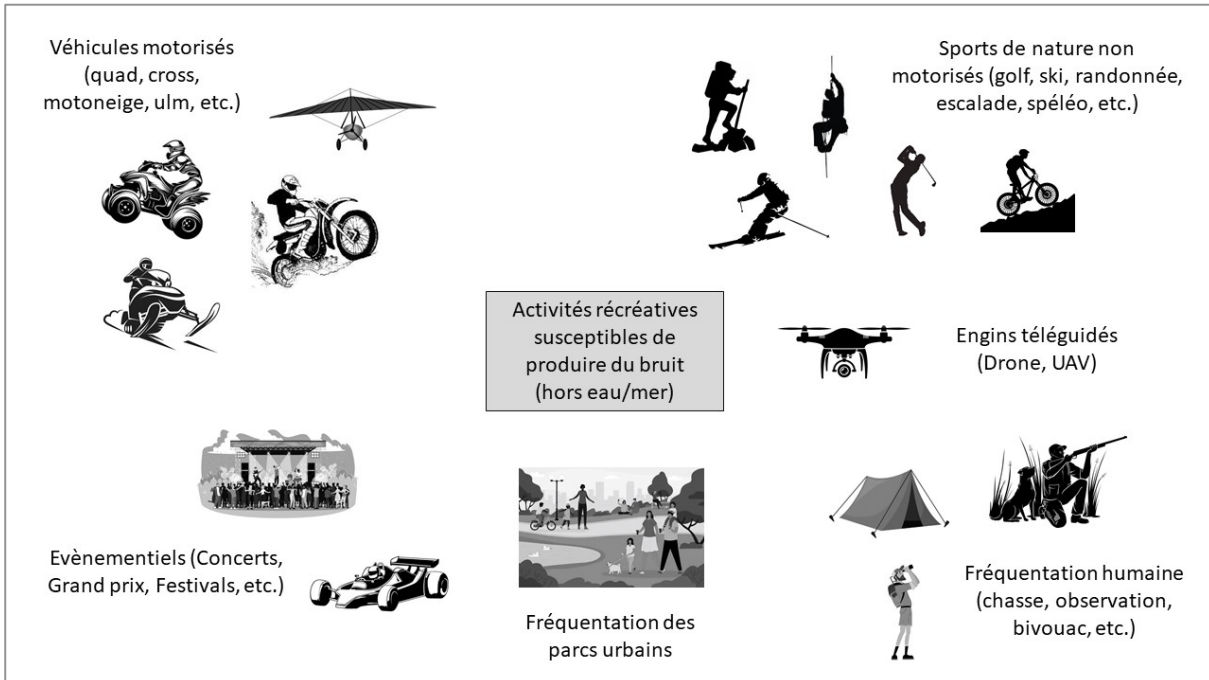 Véhicules motorisés
(quad, cross,
motoneige, ulm, etc.)
Sports de nature non
motorisés (golf, ski, randonnée,
escalade, spéléo, etc.)
Activités récréatives
susceptibles de
produire du bruit
(hors eau/mer)
Engins téléguidés
(Drone, UAV)
Evènementiels (Concerts,
Grand prix, Festivals, etc.)
Fréquentation des
parcs urbains
Fréquentation humaine
(chasse, observation,
bivouac, etc.)